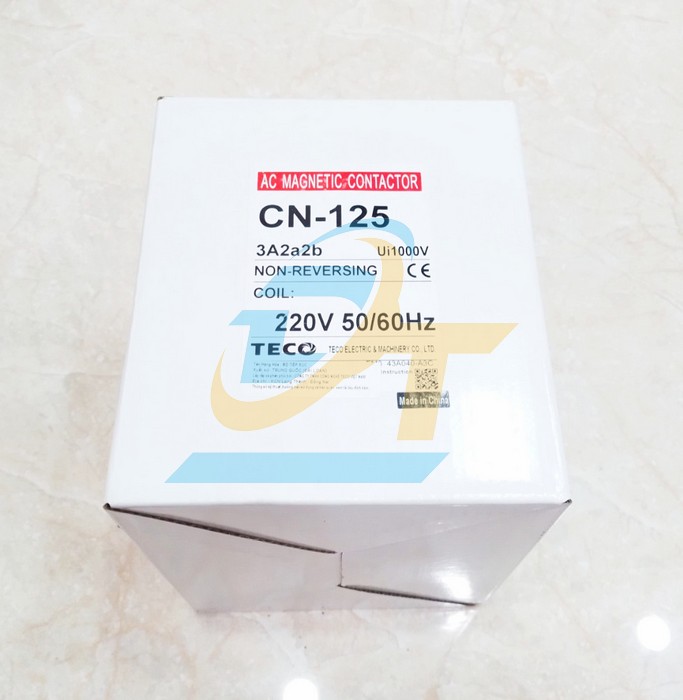 AC MAGNETIC CONTACTOR
CN-125
3A2a2b Ui1000V
NON-REVERSING CE
COIL:
220V 50/60Hz
TECO TECO ELECTRIC & MACHINERY CO., LTD.
Instruction
Made in China